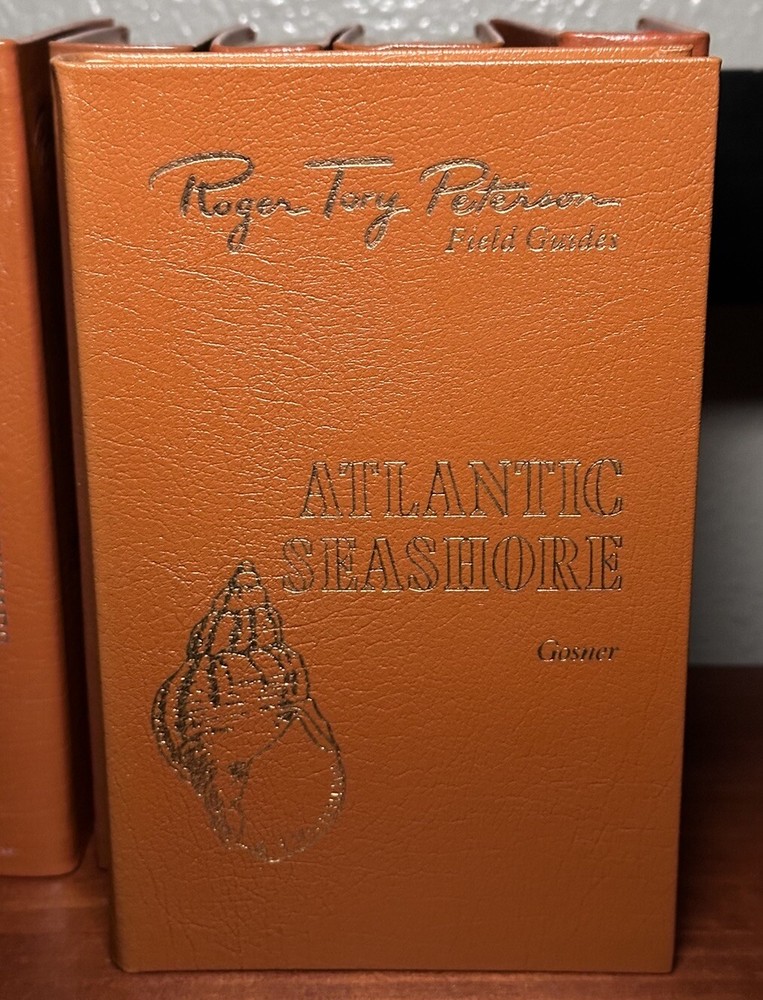 Roger Tory Peterson
Field Guides
ATLANTIC
SEASHORE
Gosner